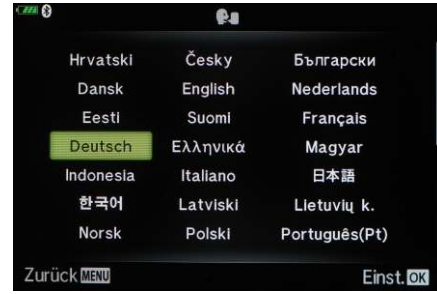 Hrvatski Česky Български
Dansk English Nederlands
Eesti Suomi Français
Deutsch Ελληνικά Magyar
Indonesia Italiano 日本語
한국어 Latviski Lietuvių k.
Norsk Polski Português(Pt)
Zurück MENU Einst. OK